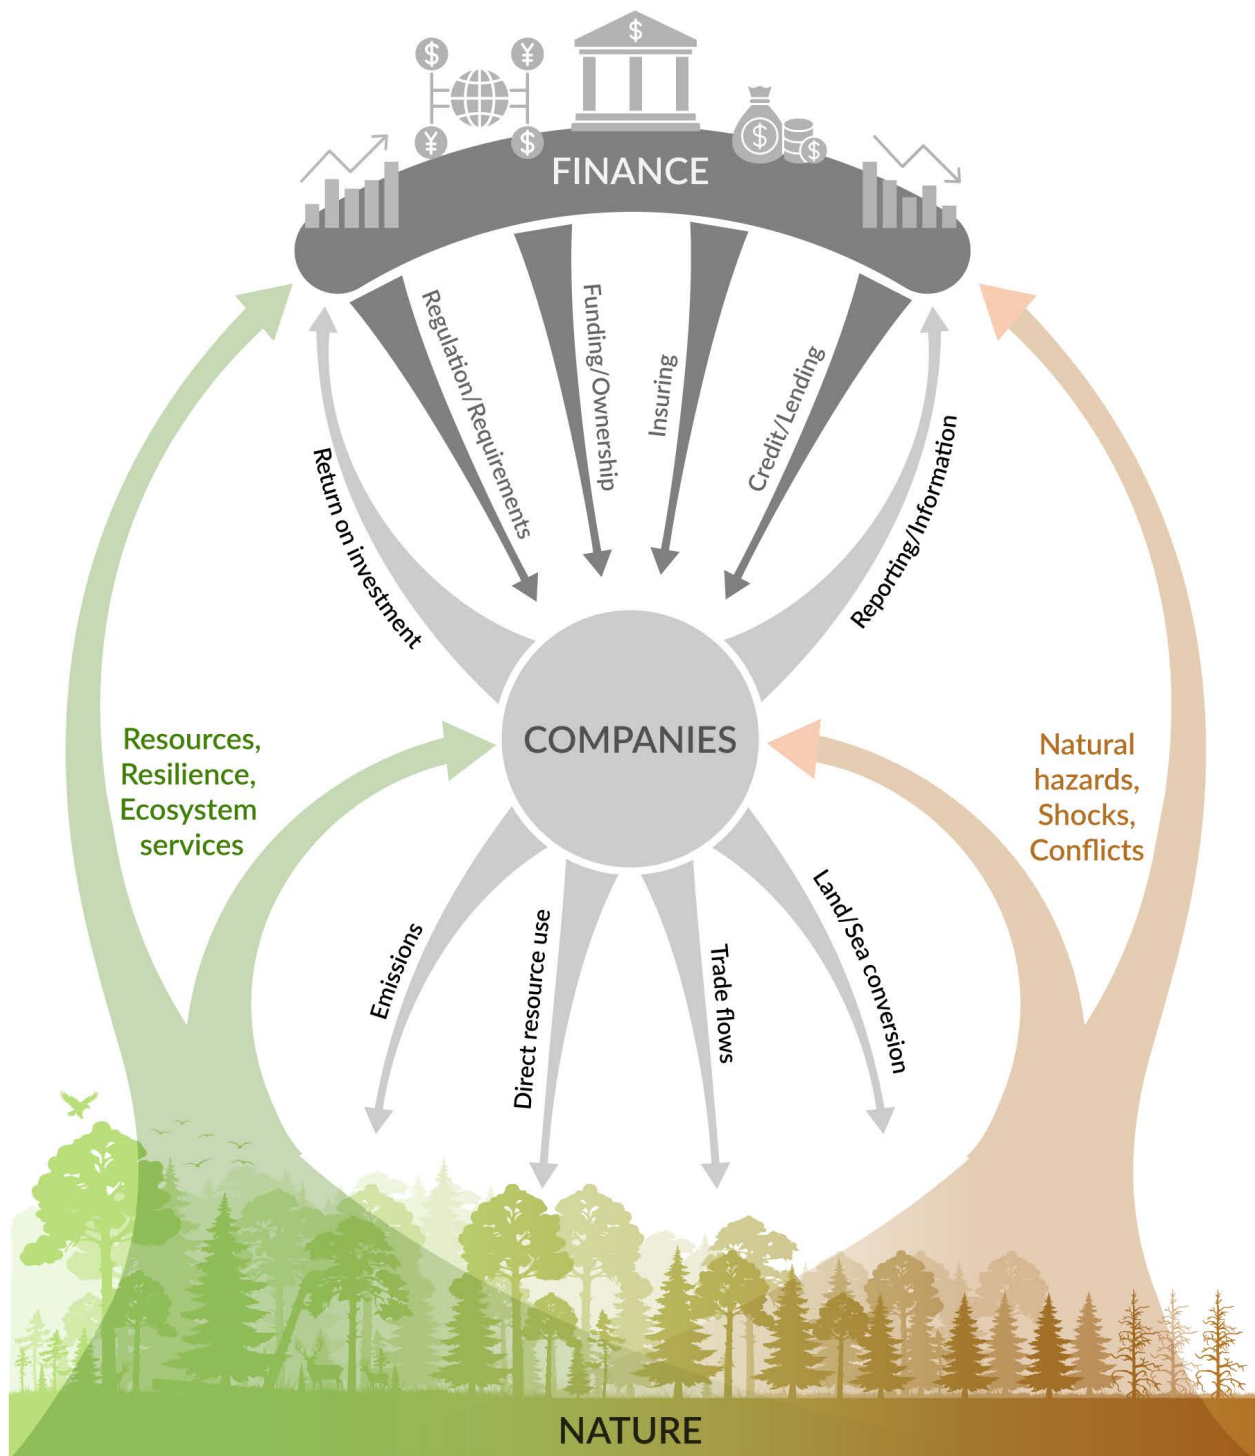 $
¥
¥
$
$
$
$
FINANCE
Regulation/Requirements
Funding/Ownership
Insuring
Credit/Lending
Return on investment
Reporting/Information
COMPANIES
Resources,
Resilience,
Ecosystem
services
Natural
hazards,
Shocks,
Conflicts
Emissions
Direct resource use
Trade flows
Land/Sea conversion
NATURE